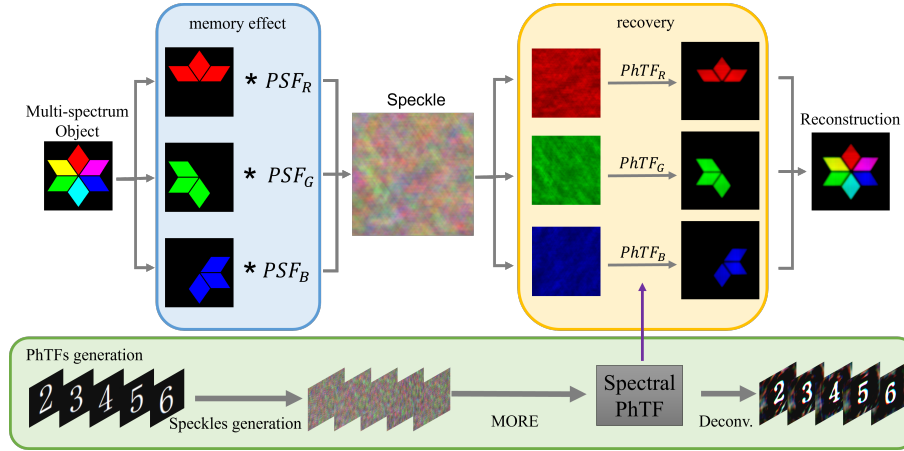 memory effect
recovery
Multi-spectrum
Object
* PSF_R
* PSF_G
* PSF_B
Speckle
PhTF_R
PhTF_G
PhTF_B
Reconstruction
PhTFs generation
2 3 4 5 6
Speckles generation
MORE
Spectral
PhTF
Deconv.
2 3 4 5 6